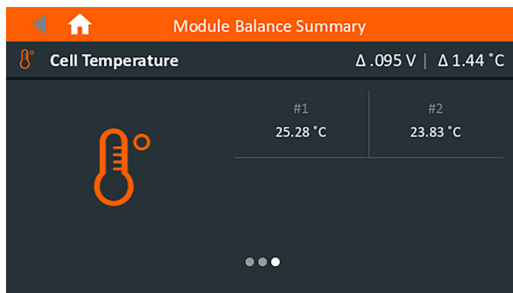 Module Balance Summary
Cell Temperature Δ .095 V | Δ 1.44 °C
#1 #2
25.28 °C 23.83 °C